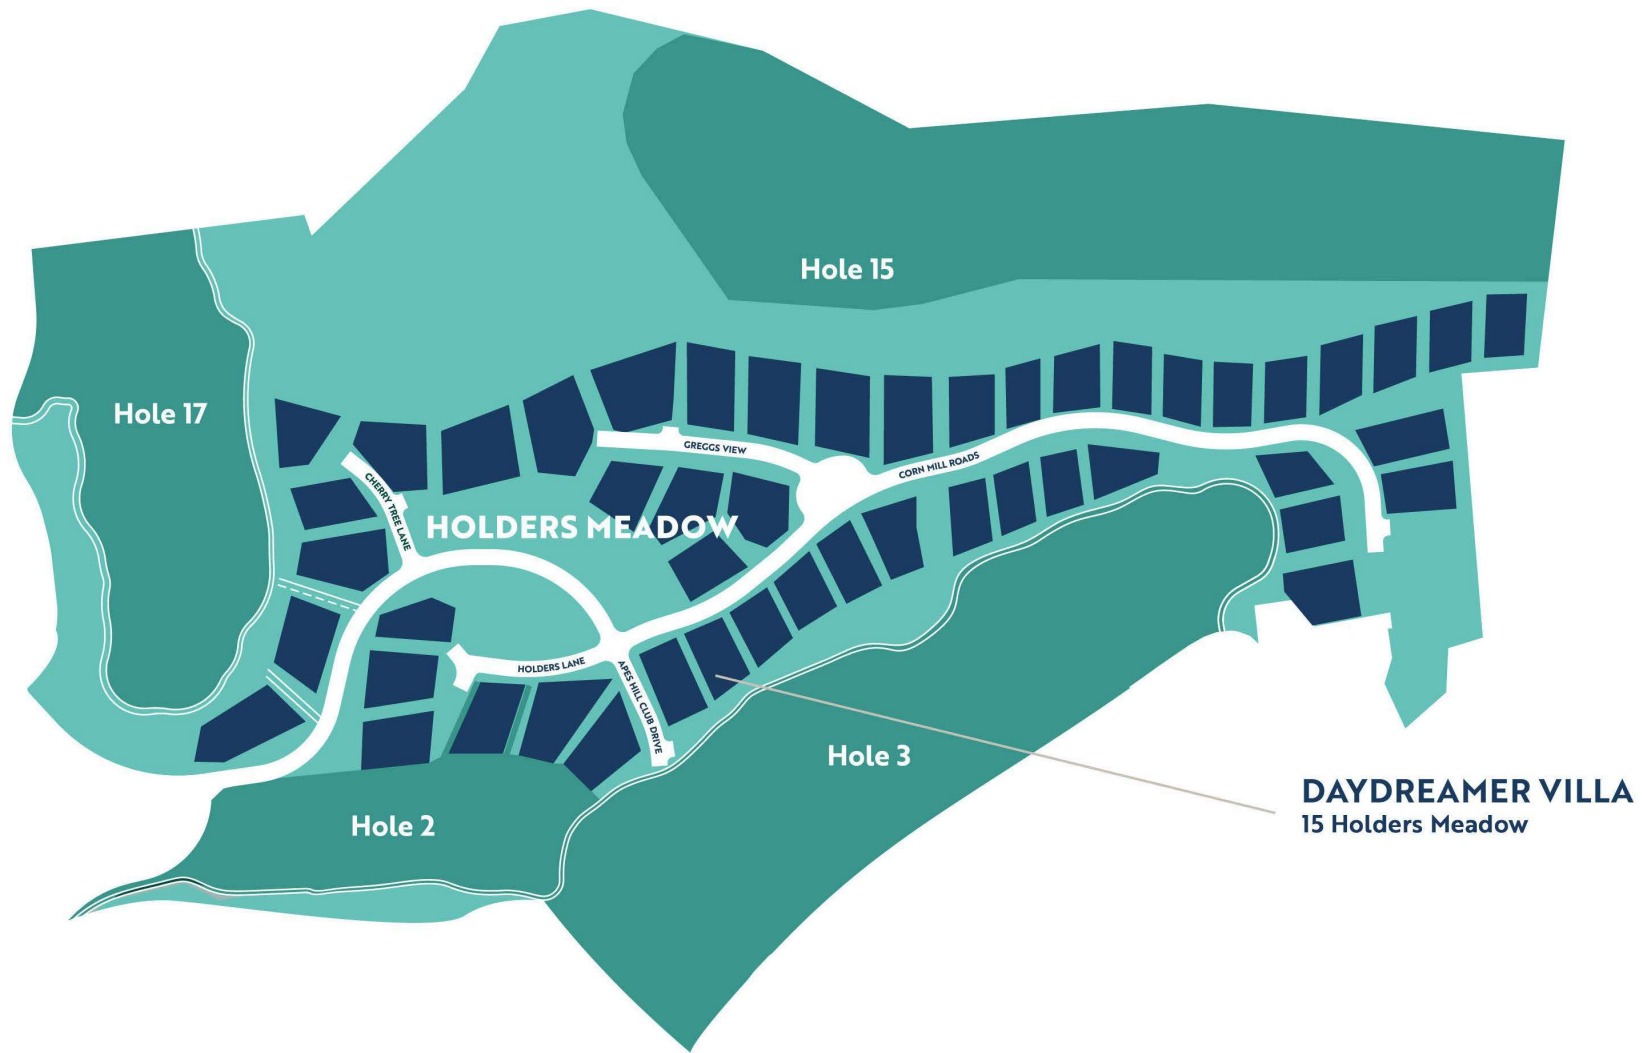 Hole 15
Hole 17
GREGGS VIEW
CORN MILL ROADS
CHERRY TREE LANE
HOLDERS MEADOW
HOLDERS LANE
APES HILL CLUB DRIVE
Hole 3
DAYDREAMER VILLA
15 Holders Meadow
Hole 2